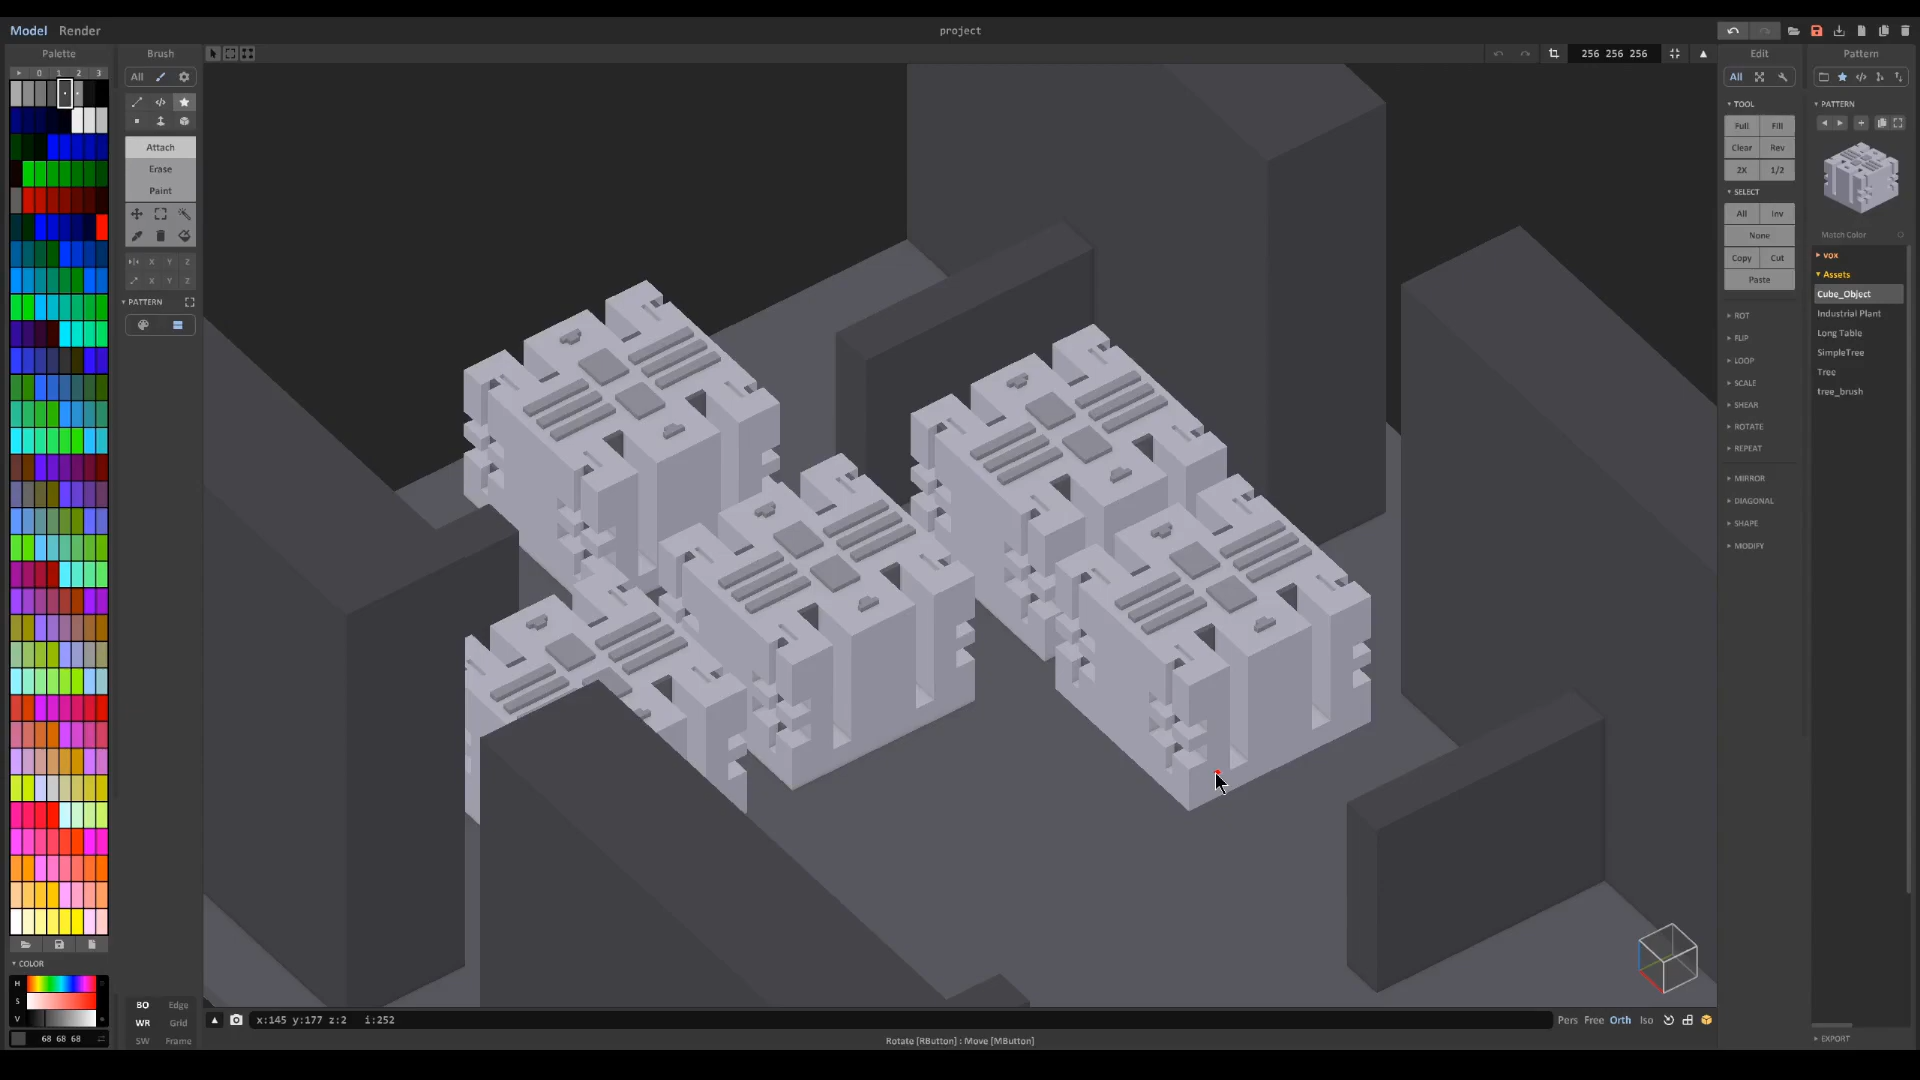 Model Render
project
Palette
Brush
256 256 256
Edit
Pattern
0 1 2 3
All
All
TOOL
PATTERN
Full Fill
Clear Rev
2X 1/2
Attach
Erase
Paint
SELECT
All Inv
None
Copy Cut
Paste
Match Color
vox
Assets
Cube_Object
Industrial Plant
Long Table
SimpleTree
Tree
tree_brush
X Y Z
X Y Z
PATTERN
ROT
FLIP
LOOP
SCALE
SHEAR
ROTATE
REPEAT
MIRROR
DIAGONAL
SHAPE
MODIFY
COLOR
H
S
V
68 68 68
BO Edge
WR Grid
SW Frame
x:145 y:177 z:2 i:252
Pers Free Orth Iso
Rotate [RButton] : Move [MButton]
EXPORT